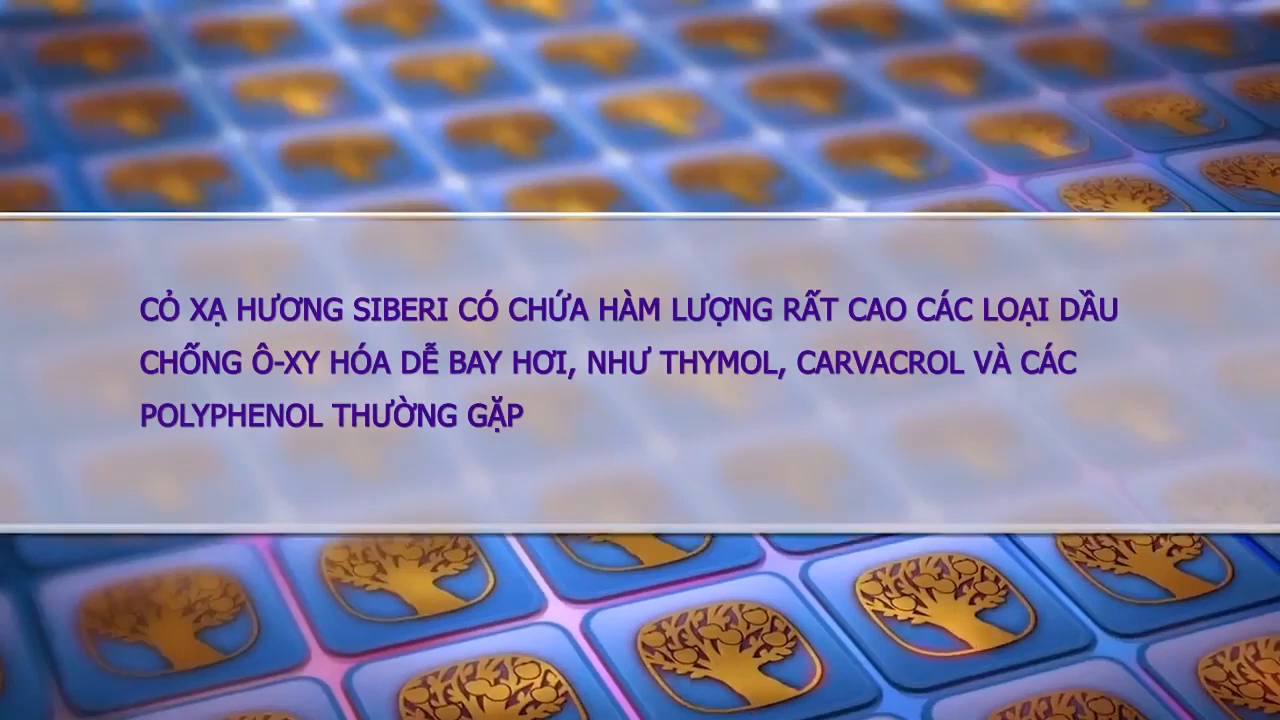 CỎ XẠ HƯƠNG SIBERI CÓ CHỨA HÀM LƯỢNG RẤT CAO CÁC LOẠI DẦU
CHỐNG Ô-XY HÓA DỄ BAY HƠI, NHƯ THYMOL, CARVACROL VÀ CÁC
POLYPHENOL THƯỜNG GẶP